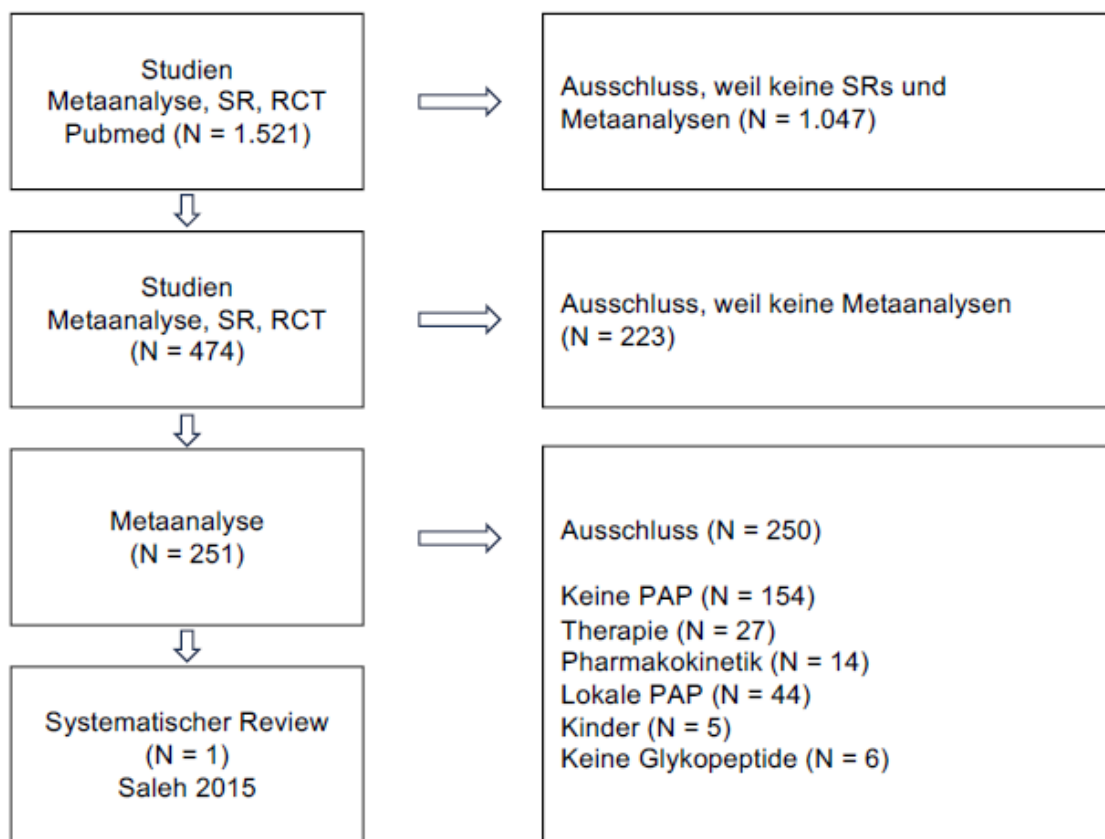 Studien
Metaanalyse, SR, RCT
Pubmed (N = 1.521)
Ausschluss, weil keine SRs und
Metaanalysen (N = 1.047)
Studien
Metaanalyse, SR, RCT
(N = 474)
Ausschluss, weil keine Metaanalysen
(N = 223)
Metaanalyse
(N = 251)
Ausschluss (N = 250)
Keine PAP (N = 154)
Therapie (N = 27)
Pharmakokinetik (N = 14)
Lokale PAP (N = 44)
Kinder (N = 5)
Keine Glykopeptide (N = 6)
Systematischer Review
(N = 1)
Saleh 2015